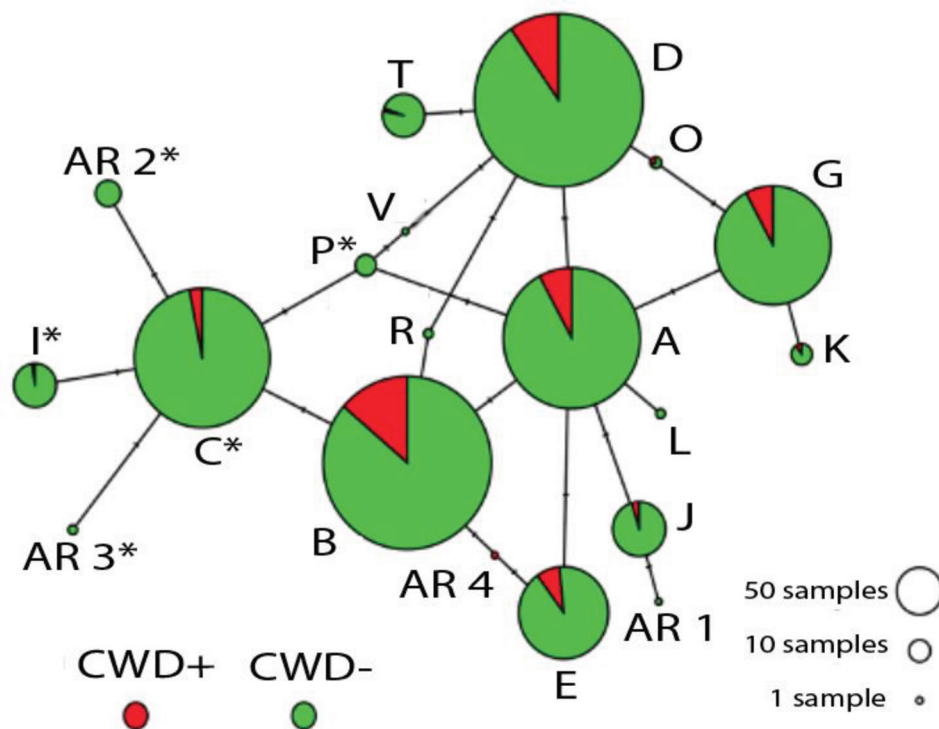 D
T
O
AR 2*
G
V
P*
I*
R
A
K
C*
L
B
J
AR 3*
AR 4
50 samples
AR 1
10 samples
CWD+ CWD-
E
1 sample